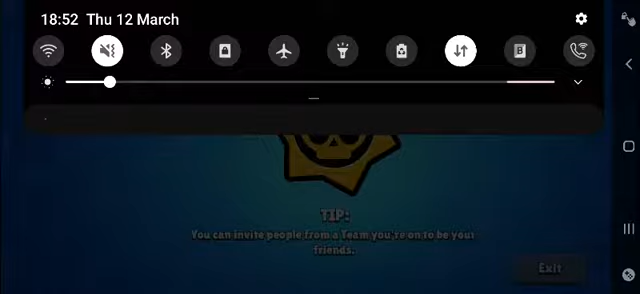 18:52 Thu 12 March
TIP:
You can invite people from a Team you're on to be your
friends.
Exit